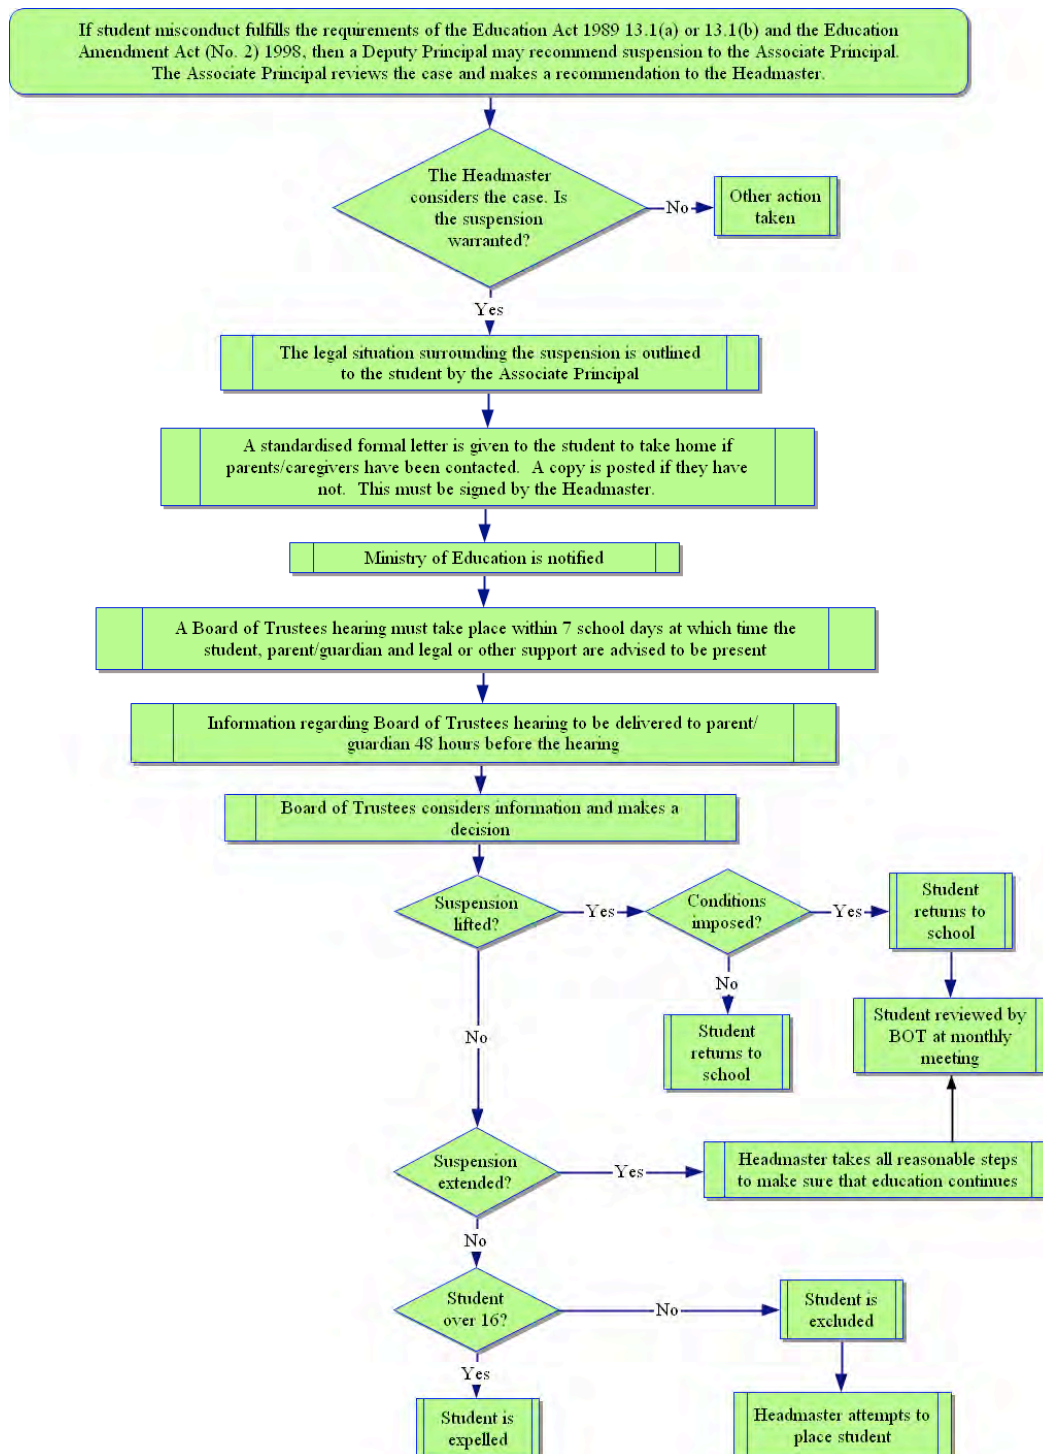 If student misconduct fulfills the requirements of the Education Act 1989 13.1(a) or 13.1(b) and the Education
Amendment Act (No. 2) 1998, then a Deputy Principal may recommend suspension to the Associate Principal.
The Associate Principal reviews the case and makes a recommendation to the Headmaster.
The Headmaster
considers the case. Is
the suspension
warranted?
No
Other action
taken
Yes
The legal situation surrounding the suspension is outlined
to the student by the Associate Principal
A standardised formal letter is given to the student to take home if
parents/caregivers have been contacted. A copy is posted if they have
not. This must be signed by the Headmaster.
Ministry of Education is notified
A Board of Trustees hearing must take place within 7 school days at which time the
student, parent/guardian and legal or other support are advised to be present
Information regarding Board of Trustees hearing to be delivered to parent/
guardian 48 hours before the hearing
Board of Trustees considers information and makes a
decision
Suspension
lifted?
Yes
Conditions
imposed?
Yes
Student
returns to
school
No
Student
returns to
school
Student reviewed by
BOT at monthly
meeting
No
Suspension
extended?
Yes
Headmaster takes all reasonable steps
to make sure that education continues
No
Student
over 16?
No
Student is
excluded
Yes
Student is
expelled
Headmaster attempts to
place student